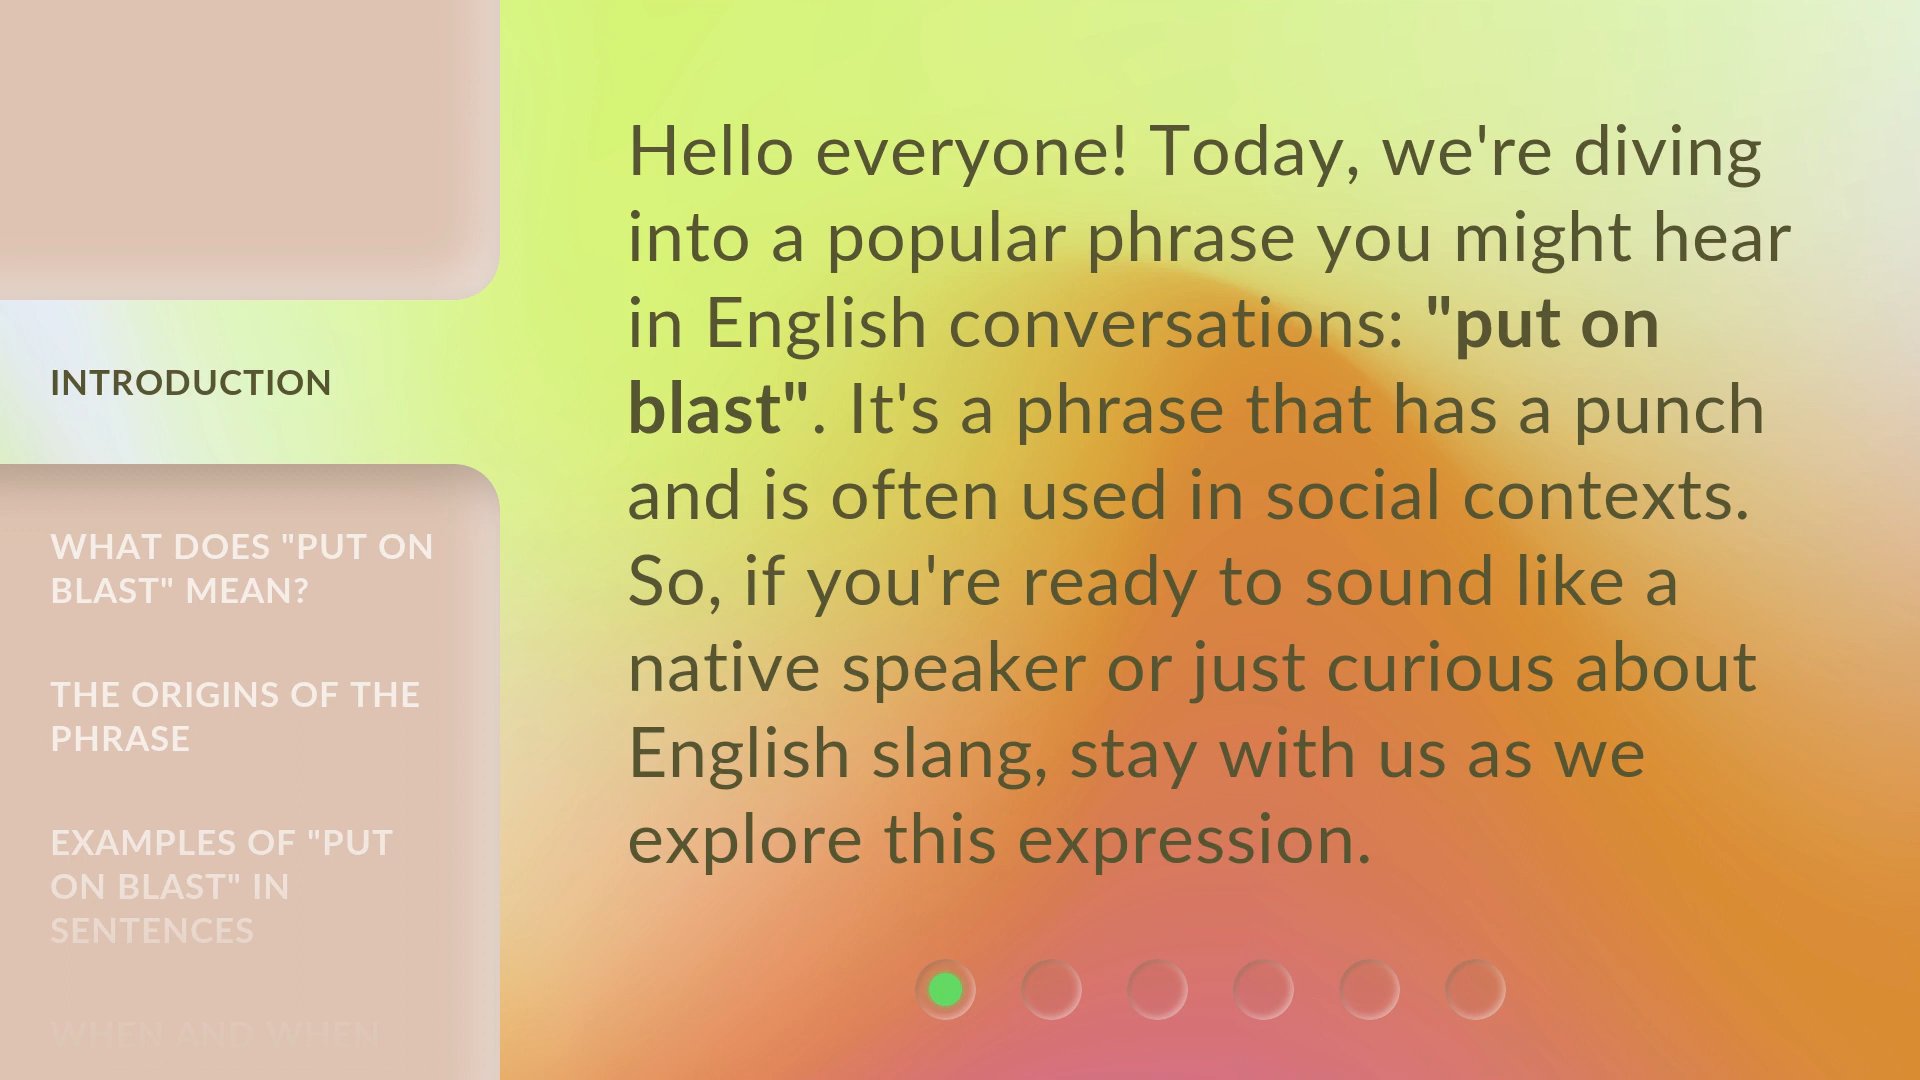 INTRODUCTION
WHAT DOES "PUT ON
BLAST" MEAN?
THE ORIGINS OF THE
PHRASE
EXAMPLES OF "PUT
ON BLAST" IN
SENTENCES
WHEN AND WHEN
Hello everyone! Today, we're diving
into a popular phrase you might hear
in English conversations: "put on
blast". It's a phrase that has a punch
and is often used in social contexts.
So, if you're ready to sound like a
native speaker or just curious about
English slang, stay with us as we
explore this expression.